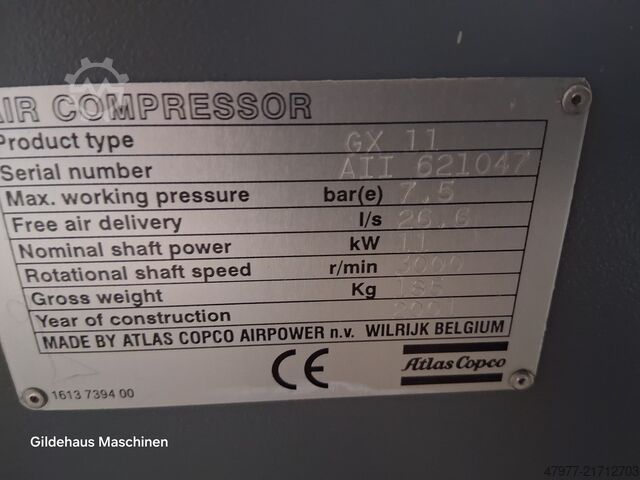 AIR COMPRESSOR
Product type GX 11
Serial number AII 621047
Max. working pressure bar(e) 7.5
Free air delivery l/s 26.6
Nominal shaft power kW 11
Rotational shaft speed r/min 3000
Gross weight Kg 185
Year of construction 2001
MADE BY ATLAS COPCO AIRPOWER n.v. WILRIJK BELGIUM
CE Atlas Copco
1613 7394 00
Gildehaus Maschinen
47977-21712703